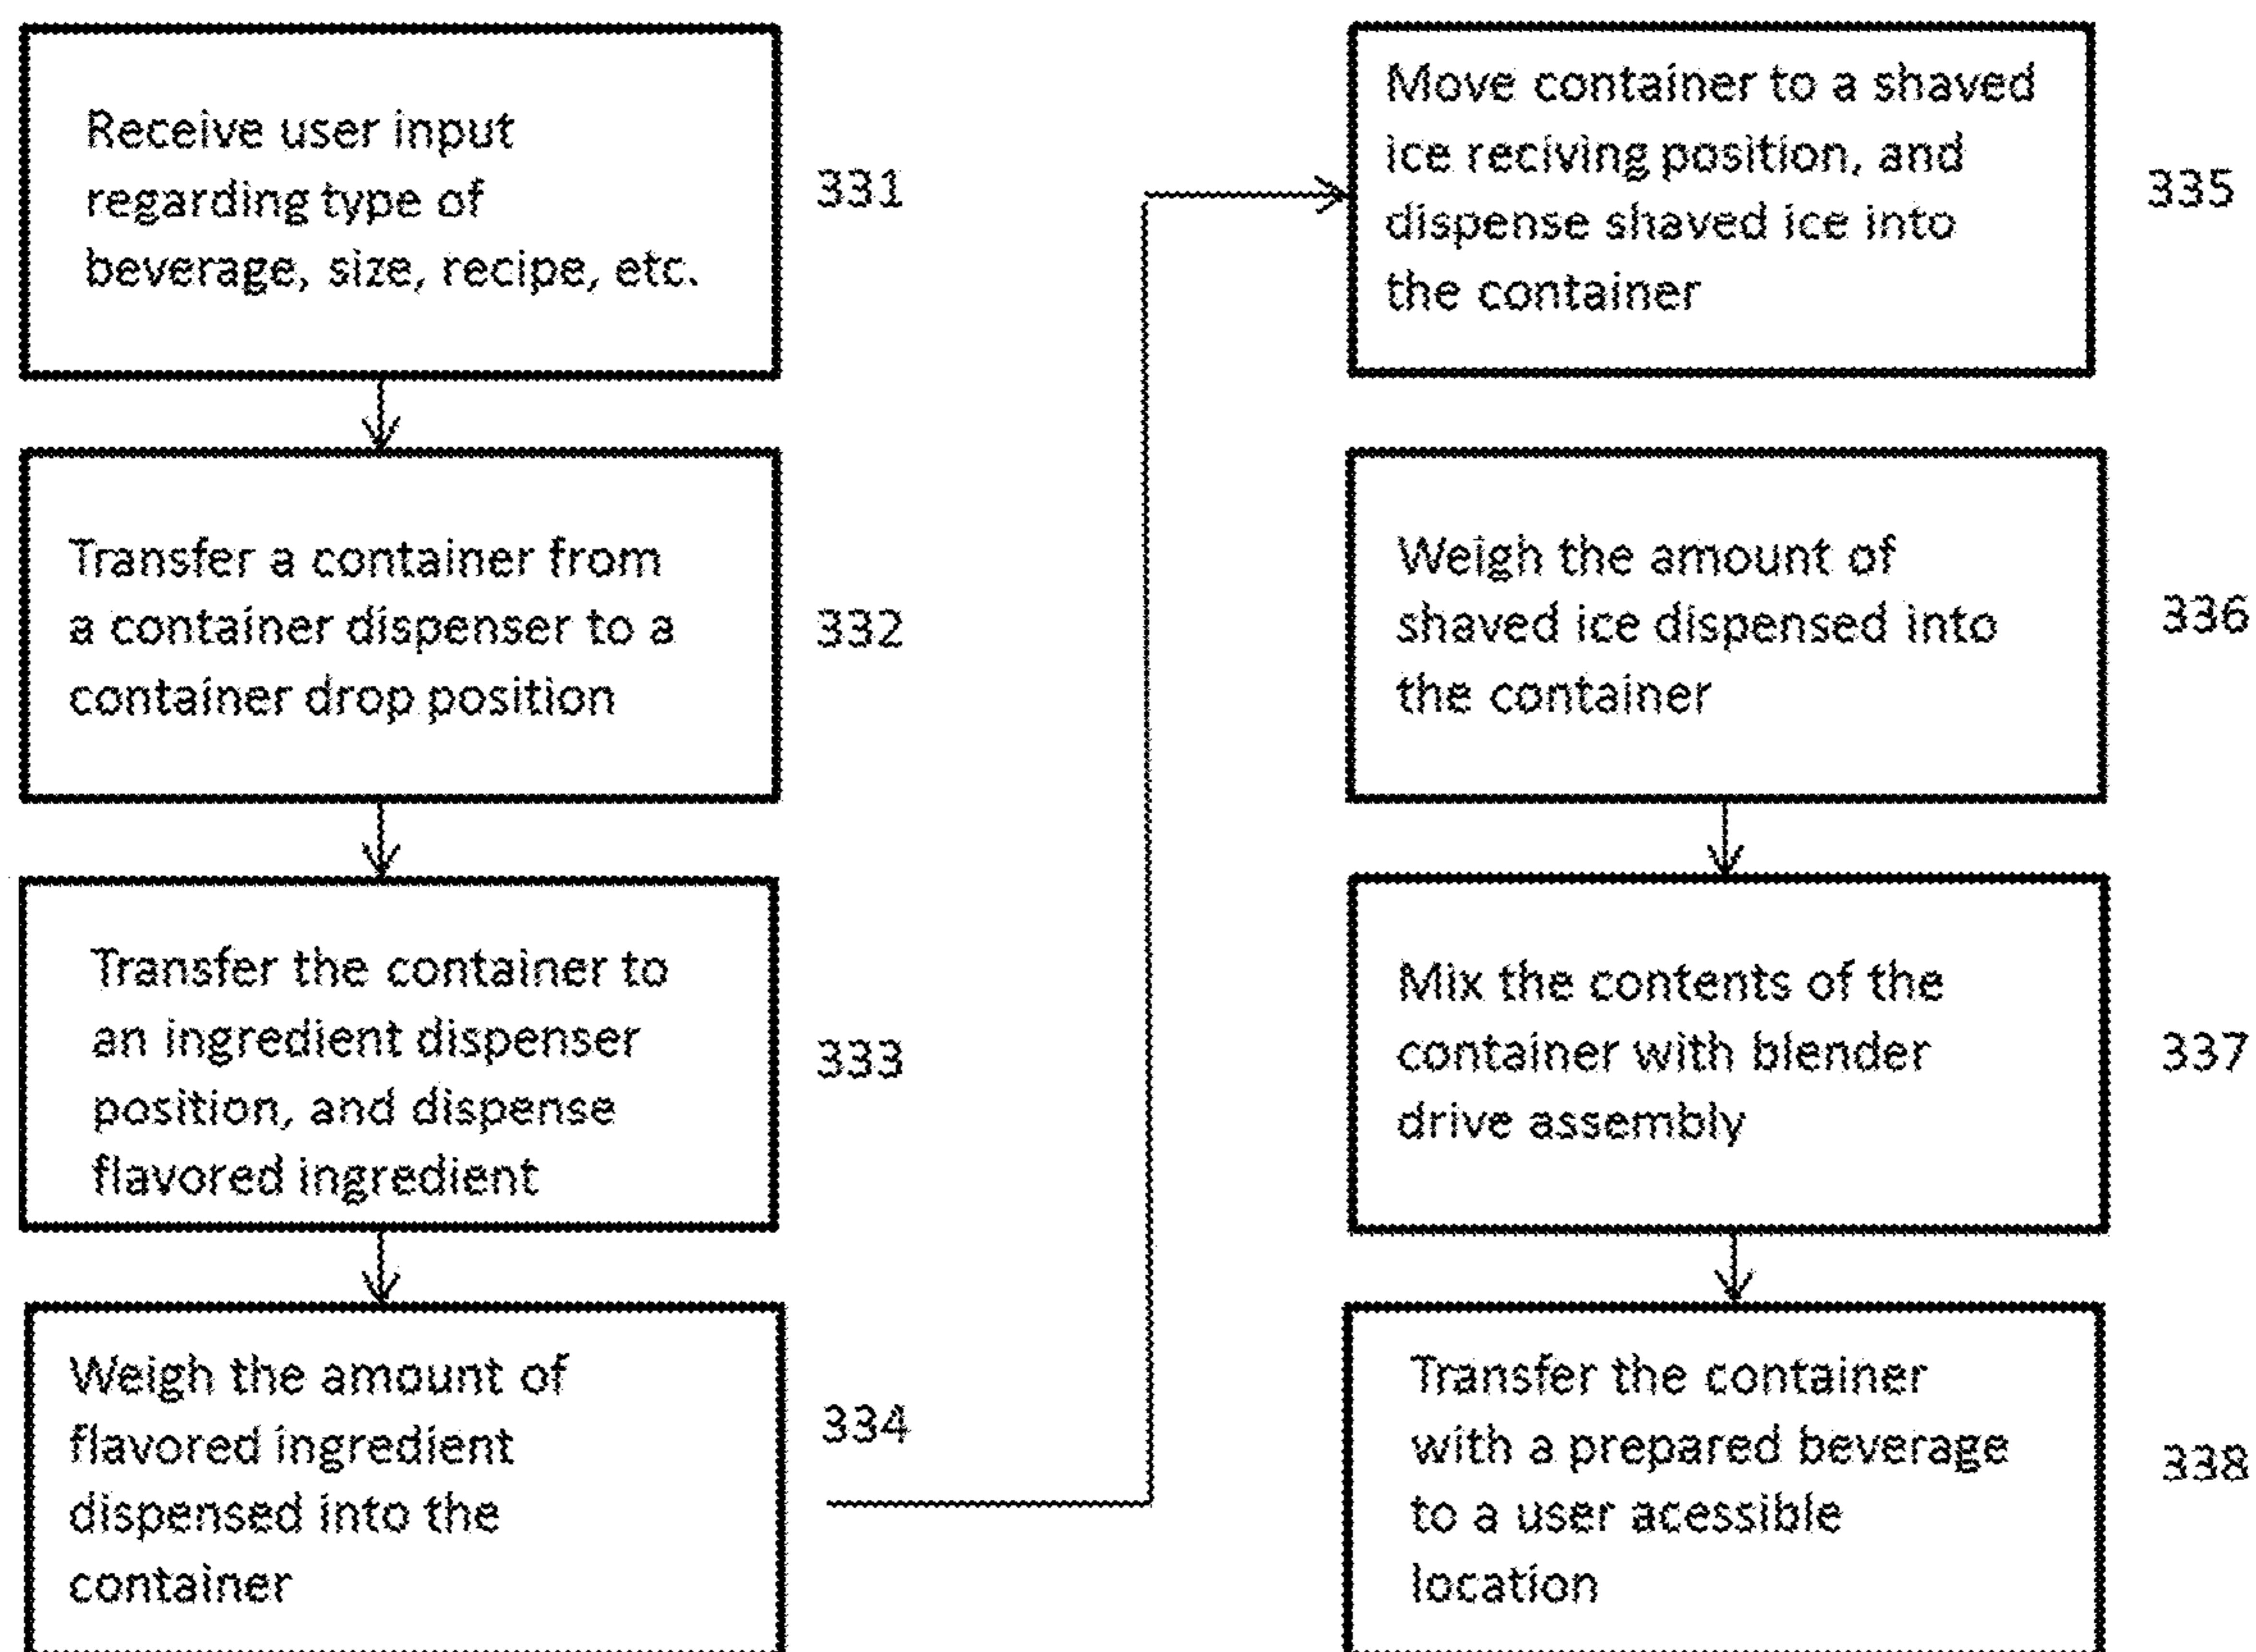 Receive user input
regarding type of
beverage, size, recipe, etc.
331
Transfer a container from
a container dispenser to a
container drop position
332
Transfer the container to
an ingredient dispenser
position, and dispense
flavored ingredient
333
Weigh the amount of
flavored ingredient
dispensed into the
container
334
Move container to a shaved
ice reciving position, and
dispense shaved ice into
the container
335
Weigh the amount of
shaved ice dispensed into
the container
336
Mix the contents of the
container with blender
drive assembly
337
Transfer the container
with a prepared beverage
to a user acessible
location
338